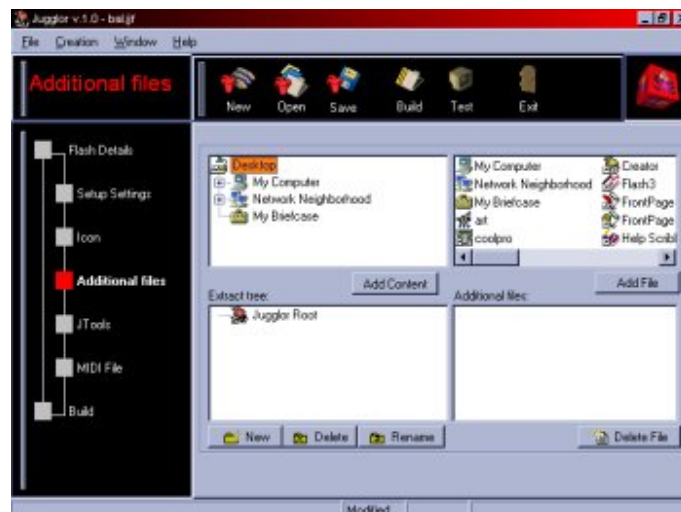 Jugglor v.1.0 - bal.jjf
File Creation Window Help
Additional files
New Open Save Build Test Exit
Flash Details
Setup Settings
Icon
Additional files
JTools
MIDI File
Build
Desktop
My Computer
Network Neighborhood
My Briefcase
My Computer
Network Neighborhood
My Briefcase
art
coolpro
Creator
Flash3
FrontPage
FrontPage
Help Scribl
Add Content
Add File
Extract tree:
Additional files:
Jugglor Root
New Delete Rename
Delete File
Modified